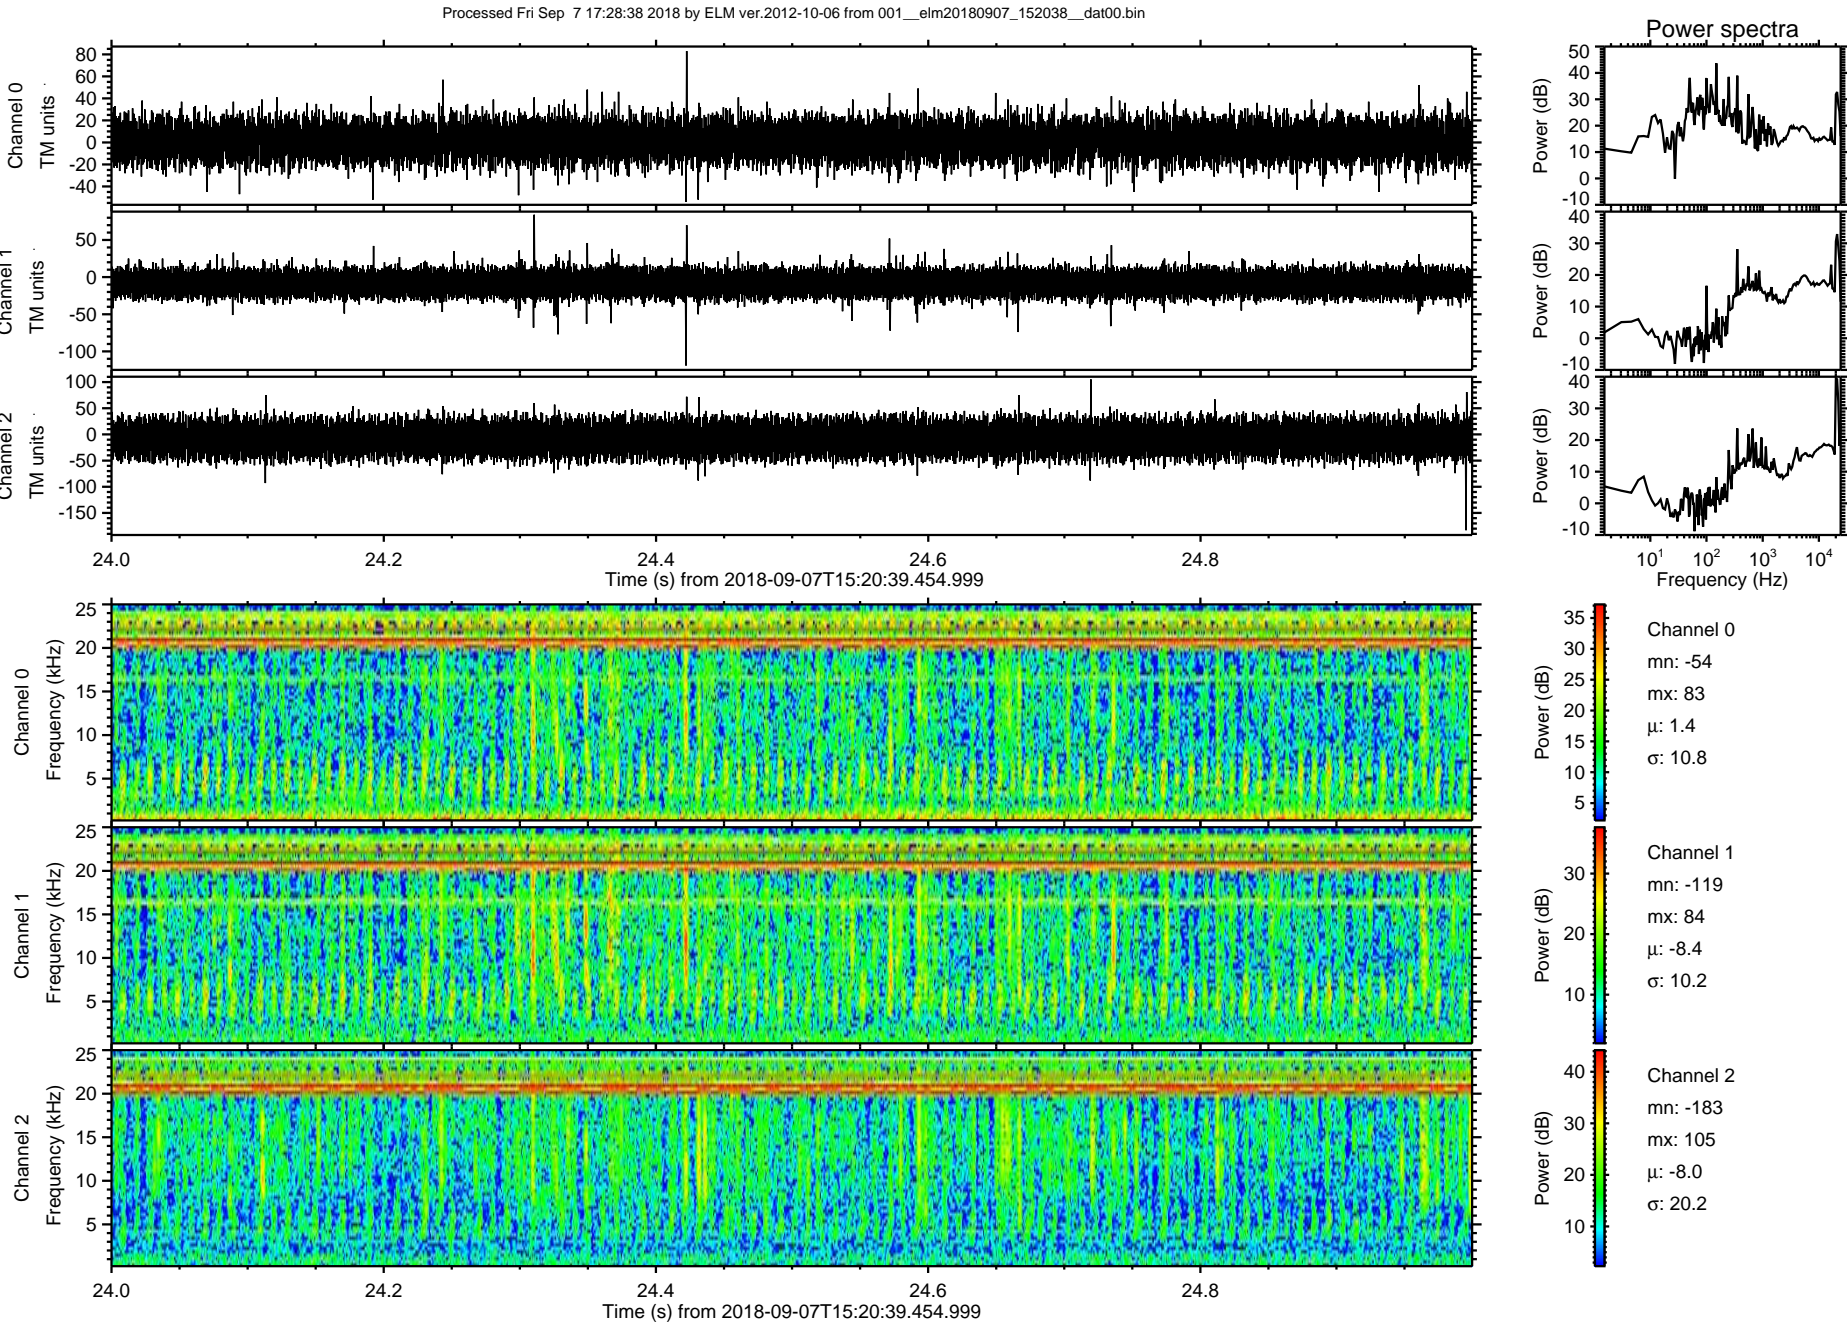 Processed Fri Sep  7 17:28:38 2018 by ELM ver.2012-10-06 from 001__elm20180907_152038__dat00.bin
Power spectra
Channel 0
TM units
80
60
40
20
0
-20
-40
Power (dB)
50
40
30
20
10
0
-10
Channel 1
TM units
50
0
-50
-100
Power (dB)
40
30
20
10
0
-10
Channel 2
TM units
100
50
0
-50
-100
-150
Power (dB)
40
30
20
10
0
-10
24.0 24.2 24.4 24.6 24.8
Time (s) from 2018-09-07T15:20:39.454.999
10^1 10^2 10^3 10^4
Frequency (Hz)
Channel 0
Frequency (kHz)
25
20
15
10
5
Power (dB)
35
30
25
20
15
10
5
Channel 0
mn: -54
mx: 83
μ: 1.4
σ: 10.8
Channel 1
Frequency (kHz)
25
20
15
10
5
Power (dB)
30
20
10
Channel 1
mn: -119
mx: 84
μ: -8.4
σ: 10.2
Channel 2
Frequency (kHz)
25
20
15
10
5
Power (dB)
40
30
20
10
Channel 2
mn: -183
mx: 105
μ: -8.0
σ: 20.2
24.0 24.2 24.4 24.6 24.8
Time (s) from 2018-09-07T15:20:39.454.999